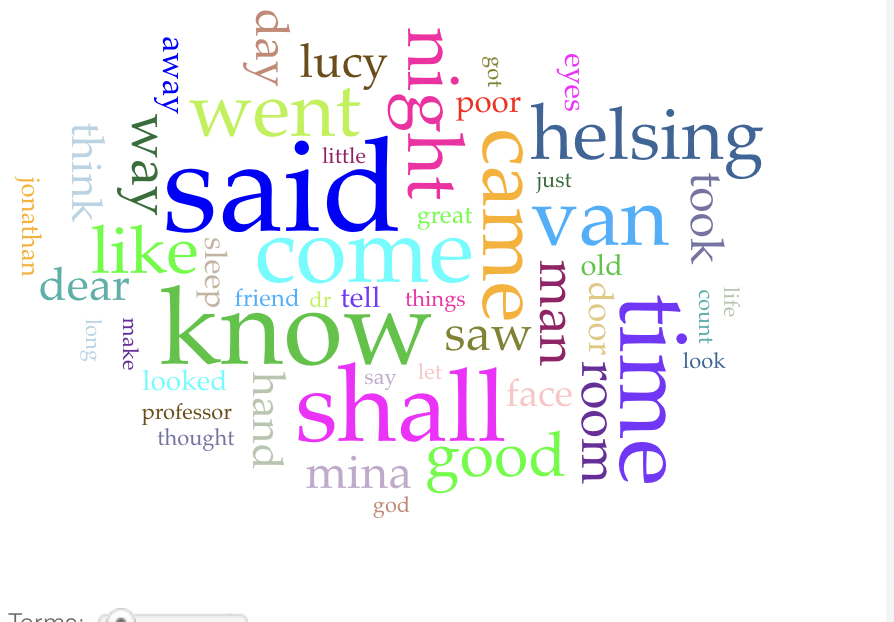 day
away
lucy
night
got
eyes
went
poor
helsing
way
think
said
little
came
just
took
jonathan
great
van
like
sleep
come
old
dear
friend
dr
tell
things
man
door
count
life
long
make
know
saw
time
look
looked
hand
say
let
face
room
professor
shall
thought
mina
good
god
Terms: